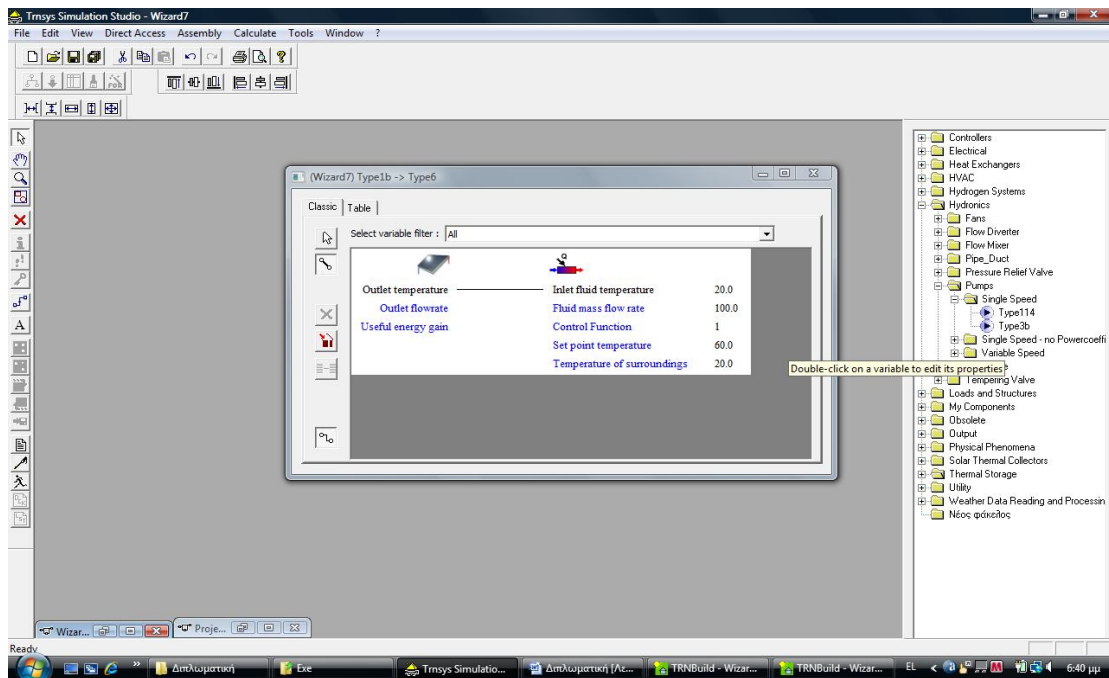 Trnsys Simulation Studio - Wizard7
File Edit View Direct Access Assembly Calculate Tools Window ?
(Wizard7) Type1b -> Type6
Classic Table
Select variable filter : All
Outlet temperature Inlet fluid temperature 20.0
Outlet flowrate Fluid mass flow rate 100.0
Useful energy gain Control Function 1
Set point temperature 60.0
Temperature of surroundings 20.0
Double-click on a variable to edit its properties
Controllers
Electrical
Heat Exchangers
HVAC
Hydrogen Systems
Hydronics
Fans
Flow Diverter
Flow Mixer
Pipe_Duct
Pressure Relief Valve
Pumps
Single Speed
Type114
Type3b
Single Speed - no Powercoeffi
Variable Speed
Tempering Valve
Loads and Structures
My Components
Obsolete
Output
Physical Phenomena
Solar Thermal Collectors
Thermal Storage
Utility
Weather Data Reading and Processin
Νέος φάκελος
Wizar... Proje...
Ready
Διπλωματική Exe Trnsys Simulatio... Διπλωματική [Λε... TRNBuild - Wizar... TRNBuild - Wizar... EL 6:40 μμ